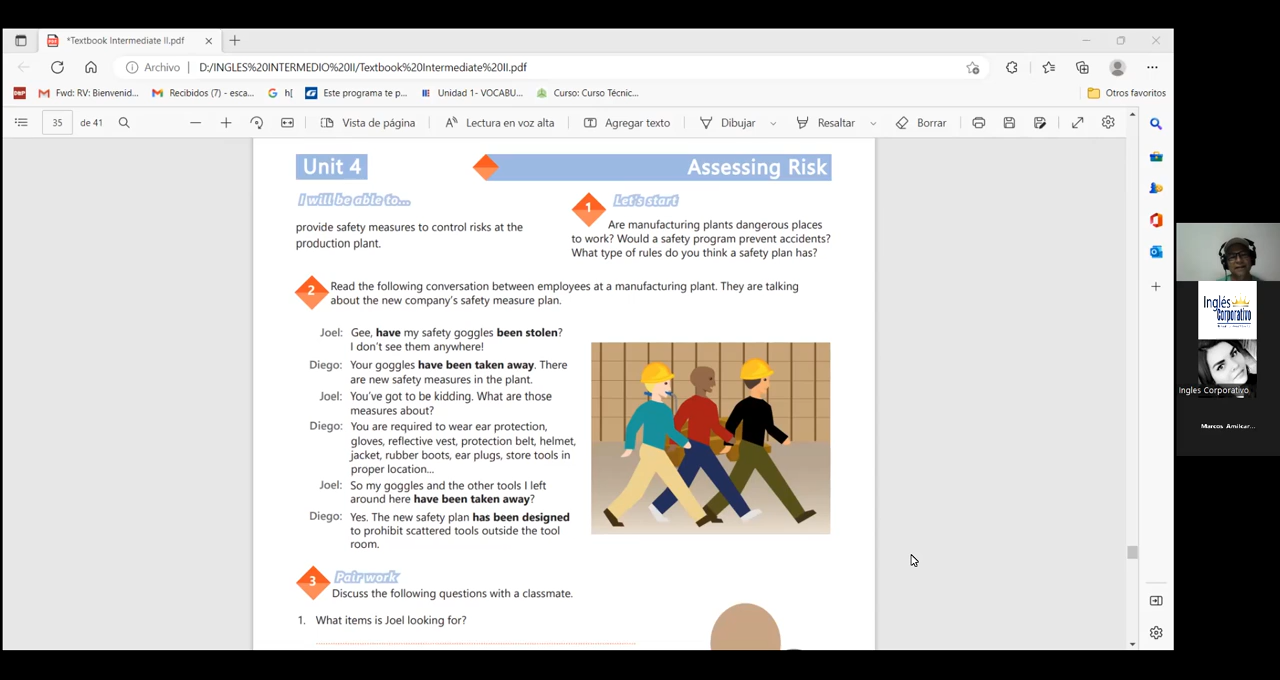 *Textbook Intermediate II.pdf
Archivo
D:/INGLES%20INTERMEDIO%20II/Textbook%20Intermediate%20II.pdf
Fwd: RV: Bienvenid...
Recibidos (7) - esca...
h[
Este programa te p...
Unidad 1- VOCABU...
Curso: Curso Técnic...
Otros favoritos
35 de 41
Vista de página
Lectura en voz alta
Agregar texto
Dibujar
Resaltar
Borrar
Unit 4
Assessing Risk
I will be able to...
provide safety measures to control risks at the
production plant.
1 Let's start
Are manufacturing plants dangerous places
to work? Would a safety program prevent accidents?
What type of rules do you think a safety plan has?
2 Read the following conversation between employees at a manufacturing plant. They are talking
about the new company's safety measure plan.
Joel: Gee, have my safety goggles been stolen?
I don't see them anywhere!
Diego: Your goggles have been taken away. There
are new safety measures in the plant.
Joel: You've got to be kidding. What are those
measures about?
Diego: You are required to wear ear protection,
gloves, reflective vest, protection belt, helmet,
jacket, rubber boots, ear plugs, store tools in
proper location...
Joel: So my goggles and the other tools I left
around here have been taken away?
Diego: Yes. The new safety plan has been designed
to prohibit scattered tools outside the tool
room.
3 Pair work
Discuss the following questions with a classmate.
1. What items is Joel looking for?
Inglés
Corporativo
Ingles Corporativo
Marcos Amilcar...